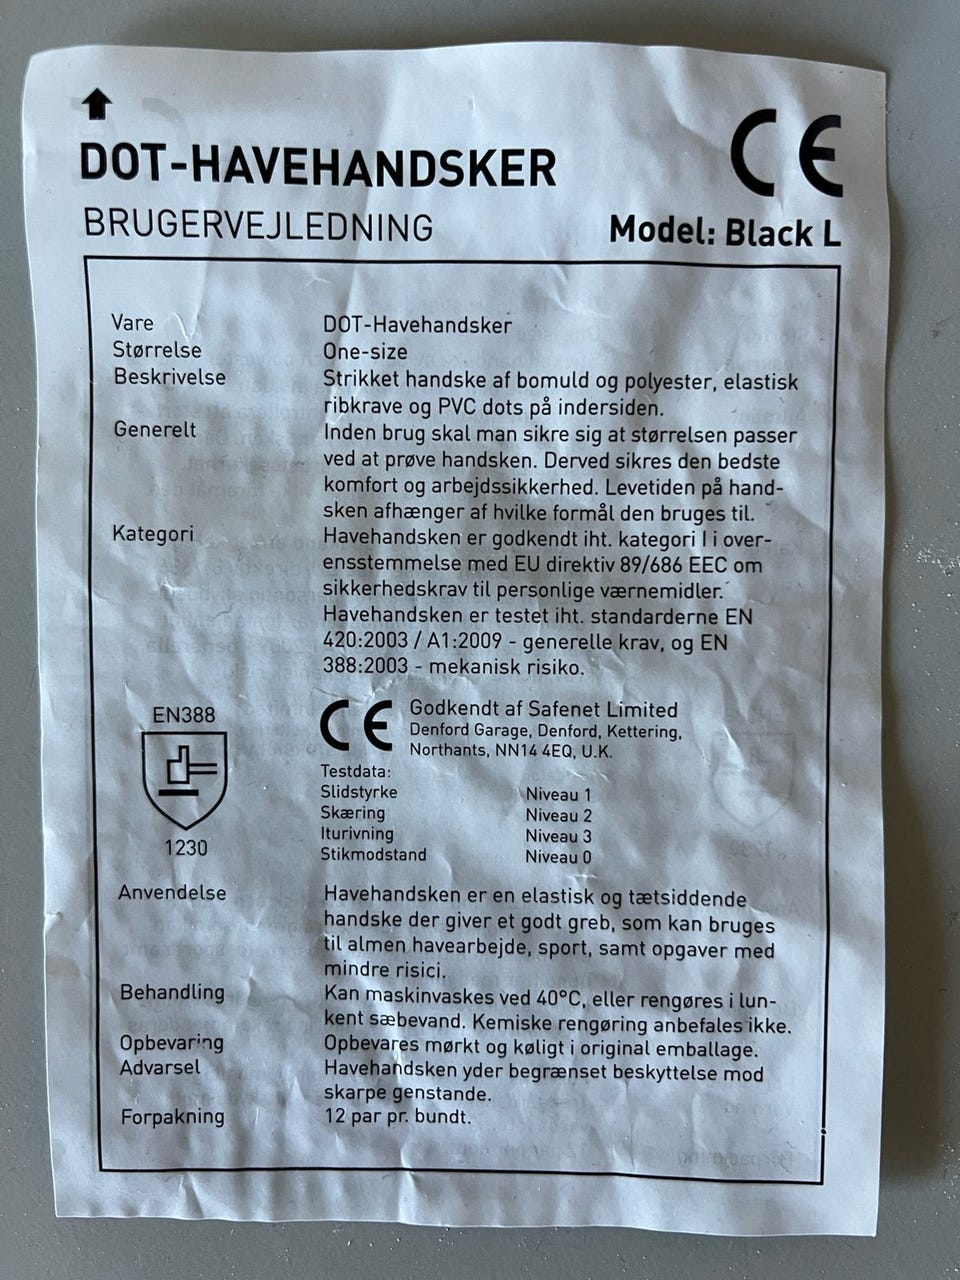 DOT-HAVEHANDSKER
BRUGERVEJLEDNING
CE
Model: Black L
Vare DOT-Havehandsker
Størrelse One-size
Beskrivelse Strikket handske af bomuld og polyester, elastisk
ribkrave og PVC dots på indersiden.
Generelt Inden brug skal man sikre sig at størrelsen passer
ved at prøve handsken. Derved sikres den bedste
komfort og arbejdssikkerhed. Levetiden på hand-
sken afhænger af hvilke formål den bruges til.
Kategori Havehandsken er godkendt iht. kategori I i over-
ensstemmelse med EU direktiv 89/686 EEC om
sikkerhedskrav til personlige værnemidler.
Havehandsken er testet iht. standarderne EN
420:2003 / A1:2009 - generelle krav, og EN
388:2003 - mekanisk risiko.
EN388
1230
CE Godkendt af Safenet Limited
Denford Garage, Denford, Kettering,
Northants, NN14 4EQ, U.K.
Testdata:
Slidstyrke Niveau 1
Skæring Niveau 2
Iturivning Niveau 3
Stikmodstand Niveau 0
Anvendelse Havehandsken er en elastisk og tætsiddende
handske der giver et godt greb, som kan bruges
til almen havearbejde, sport, samt opgaver med
mindre risici.
Behandling Kan maskinvaskes ved 40°C, eller rengøres i lun-
kent sæbevand. Kemiske rengøring anbefales ikke.
Opbevaring Opbevares mørkt og køligt i original emballage.
Advarsel Havehandsken yder begrænset beskyttelse mod
skarpe genstande.
Forpakning 12 par pr. bundt.